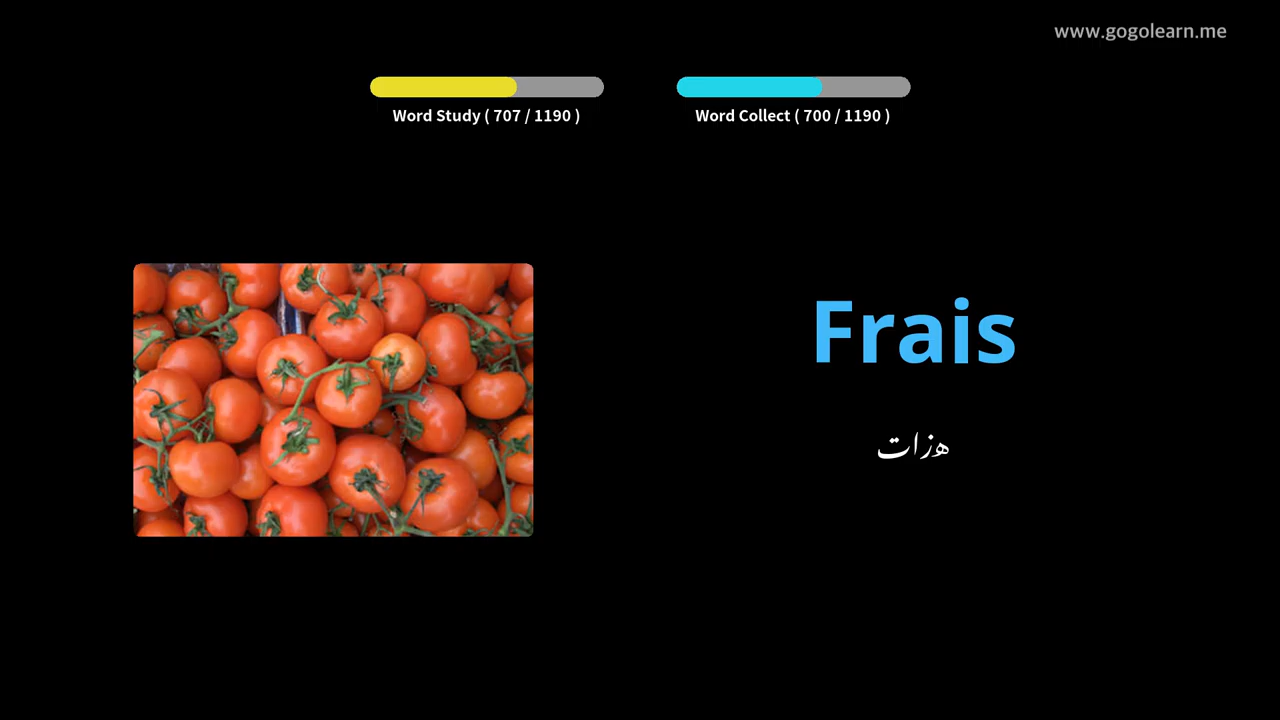 www.gogolearn.me
Word Study ( 707 / 1190 )
Word Collect ( 700 / 1190 )
Frais
هزات